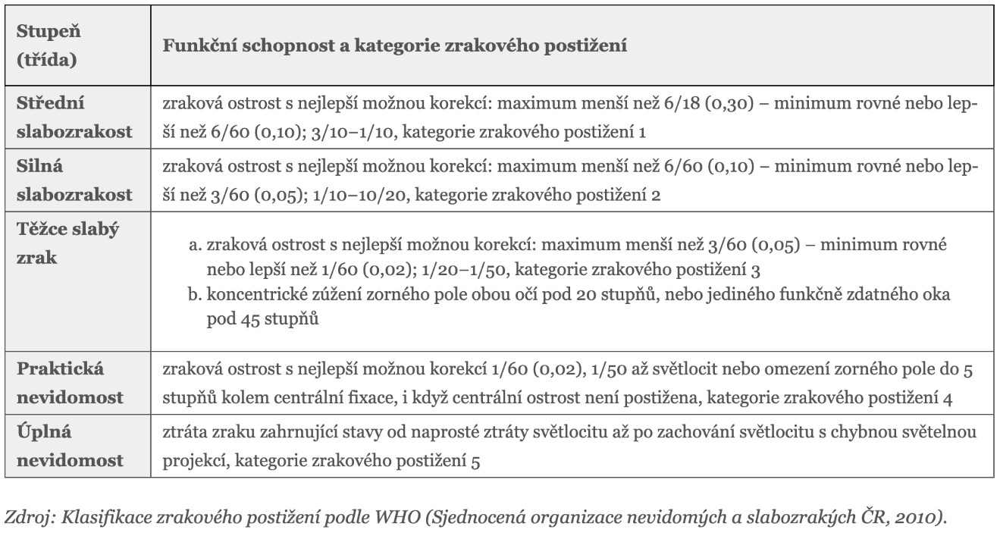 Stupeň
(třída)
Funkční schopnost a kategorie zrakového postižení
Střední
slabozrakost
zraková ostrost s nejlepší možnou korekcí: maximum menší než 6/18 (0,30) – minimum rovné nebo lep-
ší než 6/60 (0,10); 3/10–1/10, kategorie zrakového postižení 1
Silná
slabozrakost
zraková ostrost s nejlepší možnou korekcí: maximum menší než 6/60 (0,10) – minimum rovné nebo lep-
ší než 3/60 (0,05); 1/10–10/20, kategorie zrakového postižení 2
Těžce slabý
zrak
a. zraková ostrost s nejlepší možnou korekcí: maximum menší než 3/60 (0,05) – minimum rovné
nebo lepší než 1/60 (0,02); 1/20–1/50, kategorie zrakového postižení 3
b. koncentrické zúžení zorného pole obou očí pod 20 stupňů, nebo jediného funkčně zdatného oka
pod 45 stupňů
Praktická
nevidomost
zraková ostrost s nejlepší možnou korekcí 1/60 (0,02), 1/50 až světlocit nebo omezení zorného pole do 5
stupňů kolem centrální fixace, i když centrální ostrost není postižena, kategorie zrakového postižení 4
Úplná
nevidomost
ztráta zraku zahrnující stavy od naprosté ztráty světlocitu až po zachování světlocitu s chybnou světelnou
projekcí, kategorie zrakového postižení 5
Zdroj: Klasifikace zrakového postižení podle WHO (Sjednocená organizace nevidomých a slabozrakých ČR, 2010).